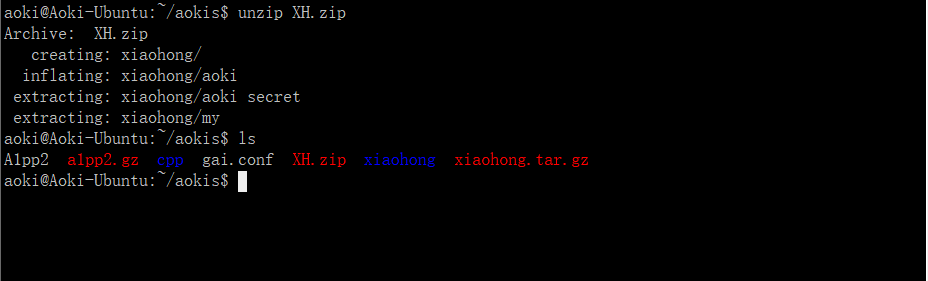 aoki@Aoki-Ubuntu:~/aokis$ unzip XH.zip
Archive:  XH.zip
   creating: xiaohong/
  inflating: xiaohong/aoki
 extracting: xiaohong/aoki secret
 extracting: xiaohong/my
aoki@Aoki-Ubuntu:~/aokis$ ls
A1pp2  a1pp2.gz  cpp  gai.conf  XH.zip  xiaohong  xiaohong.tar.gz
aoki@Aoki-Ubuntu:~/aokis$